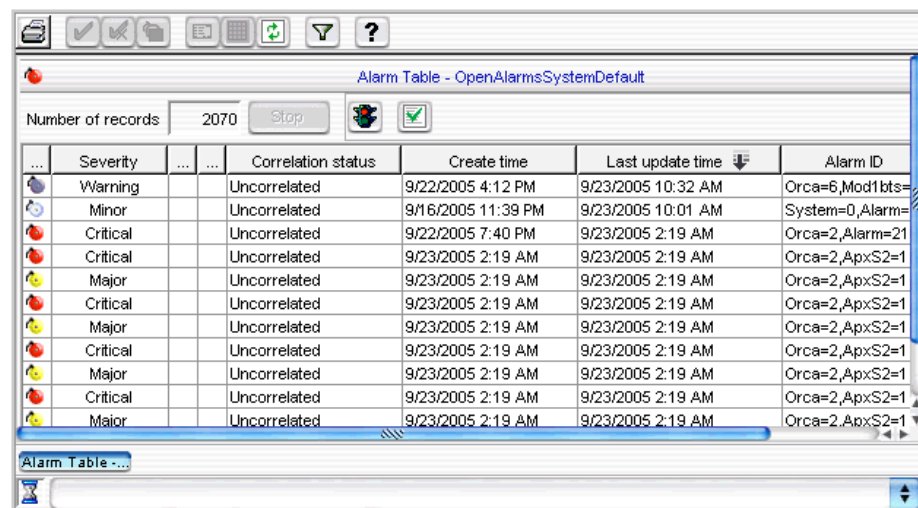 ?
Alarm Table - OpenAlarmsSystemDefault
Number of records 2070 Stop
... Severity ... ... Correlation status Create time Last update time Alarm ID
Warning Uncorrelated 9/22/2005 4:12 PM 9/23/2005 10:32 AM Orca=6,Mod1bts=
Minor Uncorrelated 9/16/2005 11:39 PM 9/23/2005 10:01 AM System=0,Alarm=
Critical Uncorrelated 9/22/2005 7:40 PM 9/23/2005 2:19 AM Orca=2,Alarm=21
Critical Uncorrelated 9/23/2005 2:19 AM 9/23/2005 2:19 AM Orca=2,ApxS2=1
Major Uncorrelated 9/23/2005 2:19 AM 9/23/2005 2:19 AM Orca=2,ApxS2=1
Critical Uncorrelated 9/23/2005 2:19 AM 9/23/2005 2:19 AM Orca=2,ApxS2=1
Major Uncorrelated 9/23/2005 2:19 AM 9/23/2005 2:19 AM Orca=2,ApxS2=1
Critical Uncorrelated 9/23/2005 2:19 AM 9/23/2005 2:19 AM Orca=2,ApxS2=1
Major Uncorrelated 9/23/2005 2:19 AM 9/23/2005 2:19 AM Orca=2,ApxS2=1
Critical Uncorrelated 9/23/2005 2:19 AM 9/23/2005 2:19 AM Orca=2,ApxS2=1
Major Uncorrelated 9/23/2005 2:19 AM 9/23/2005 2:19 AM Orca=2,ApxS2=1
Alarm Table -...